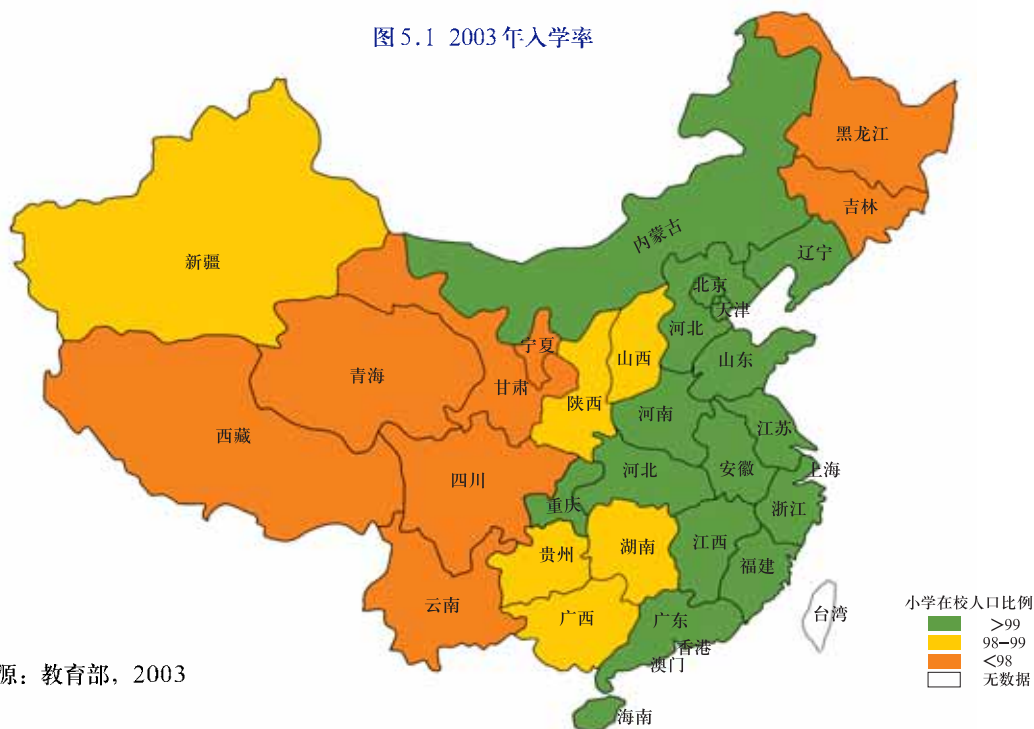 图5.1 2003年入学率
黑龙江
吉林
内蒙古
辽宁
新疆
北京
天津
河北
宁夏
山西
山东
青海
甘肃
陕西
河南
江苏
西藏
四川
河北
安徽
上海
重庆
浙江
贵州
湖南
江西
福建
云南
广西
广东
台湾
香港
澳门
海南
小学在校人口比例
>99
98-99
<98
无数据
源: 教育部, 2003